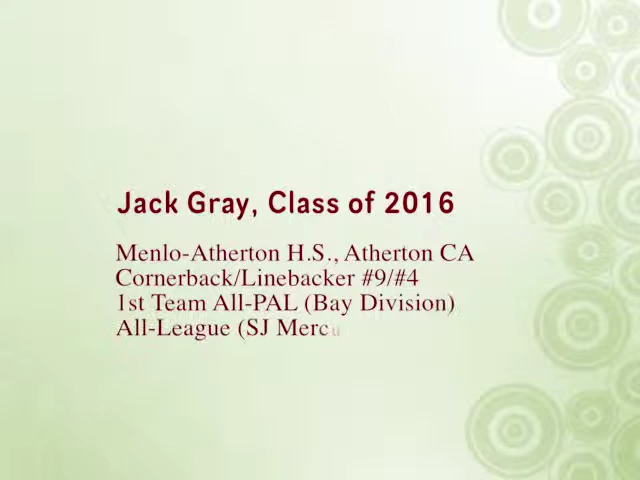 Jack Gray, Class of 2016
Menlo-Atherton H.S., Atherton CA
Cornerback/Linebacker #9/#4
1st Team All-PAL (Bay Division)
All-League (SJ Mercu